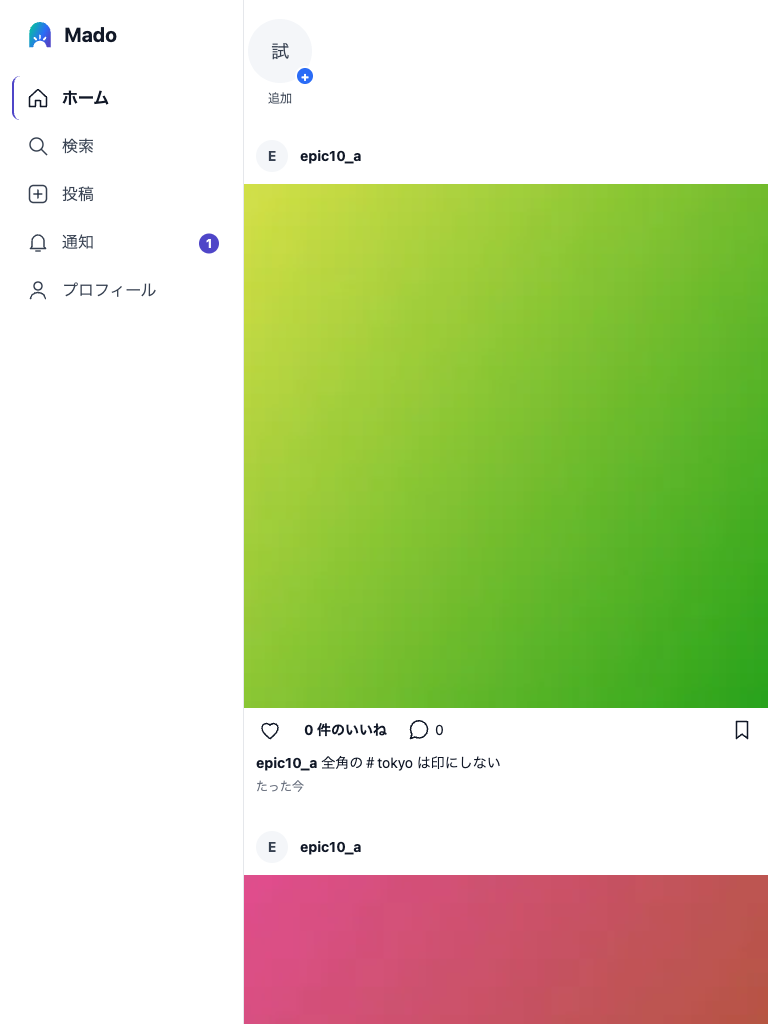 Mado
ホーム
検索
投稿
通知
1
プロフィール
試
+
追加
E
epic10_a
0 件のいいね
0
epic10_a 全角の＃tokyo は印にしない
たった今
E
epic10_a